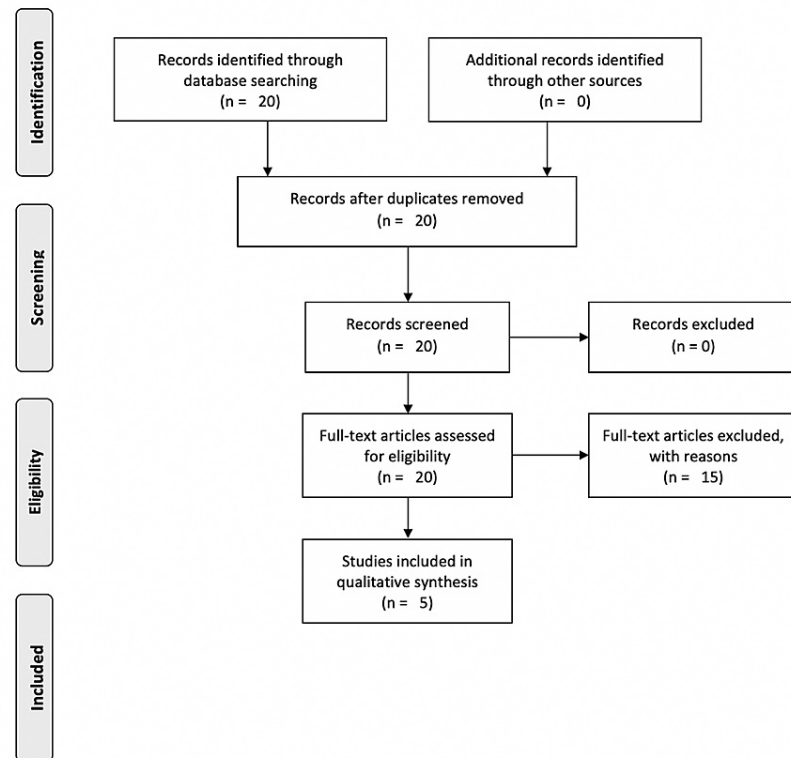 Identification
Records identified through
database searching
(n = 20)
Additional records identified
through other sources
(n = 0)
Records after duplicates removed
(n = 20)
Screening
Records screened
(n = 20)
Records excluded
(n = 0)
Eligibility
Full-text articles assessed
for eligibility
(n = 20)
Full-text articles excluded,
with reasons
(n = 15)
Studies included in
qualitative synthesis
(n = 5)
Included